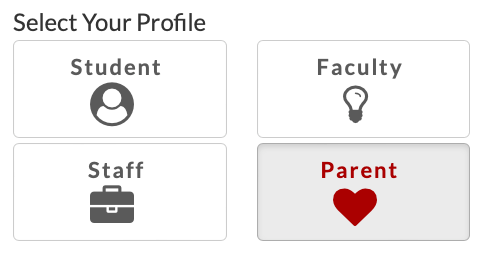 Select Your Profile
Student
Faculty
Staff
Parent